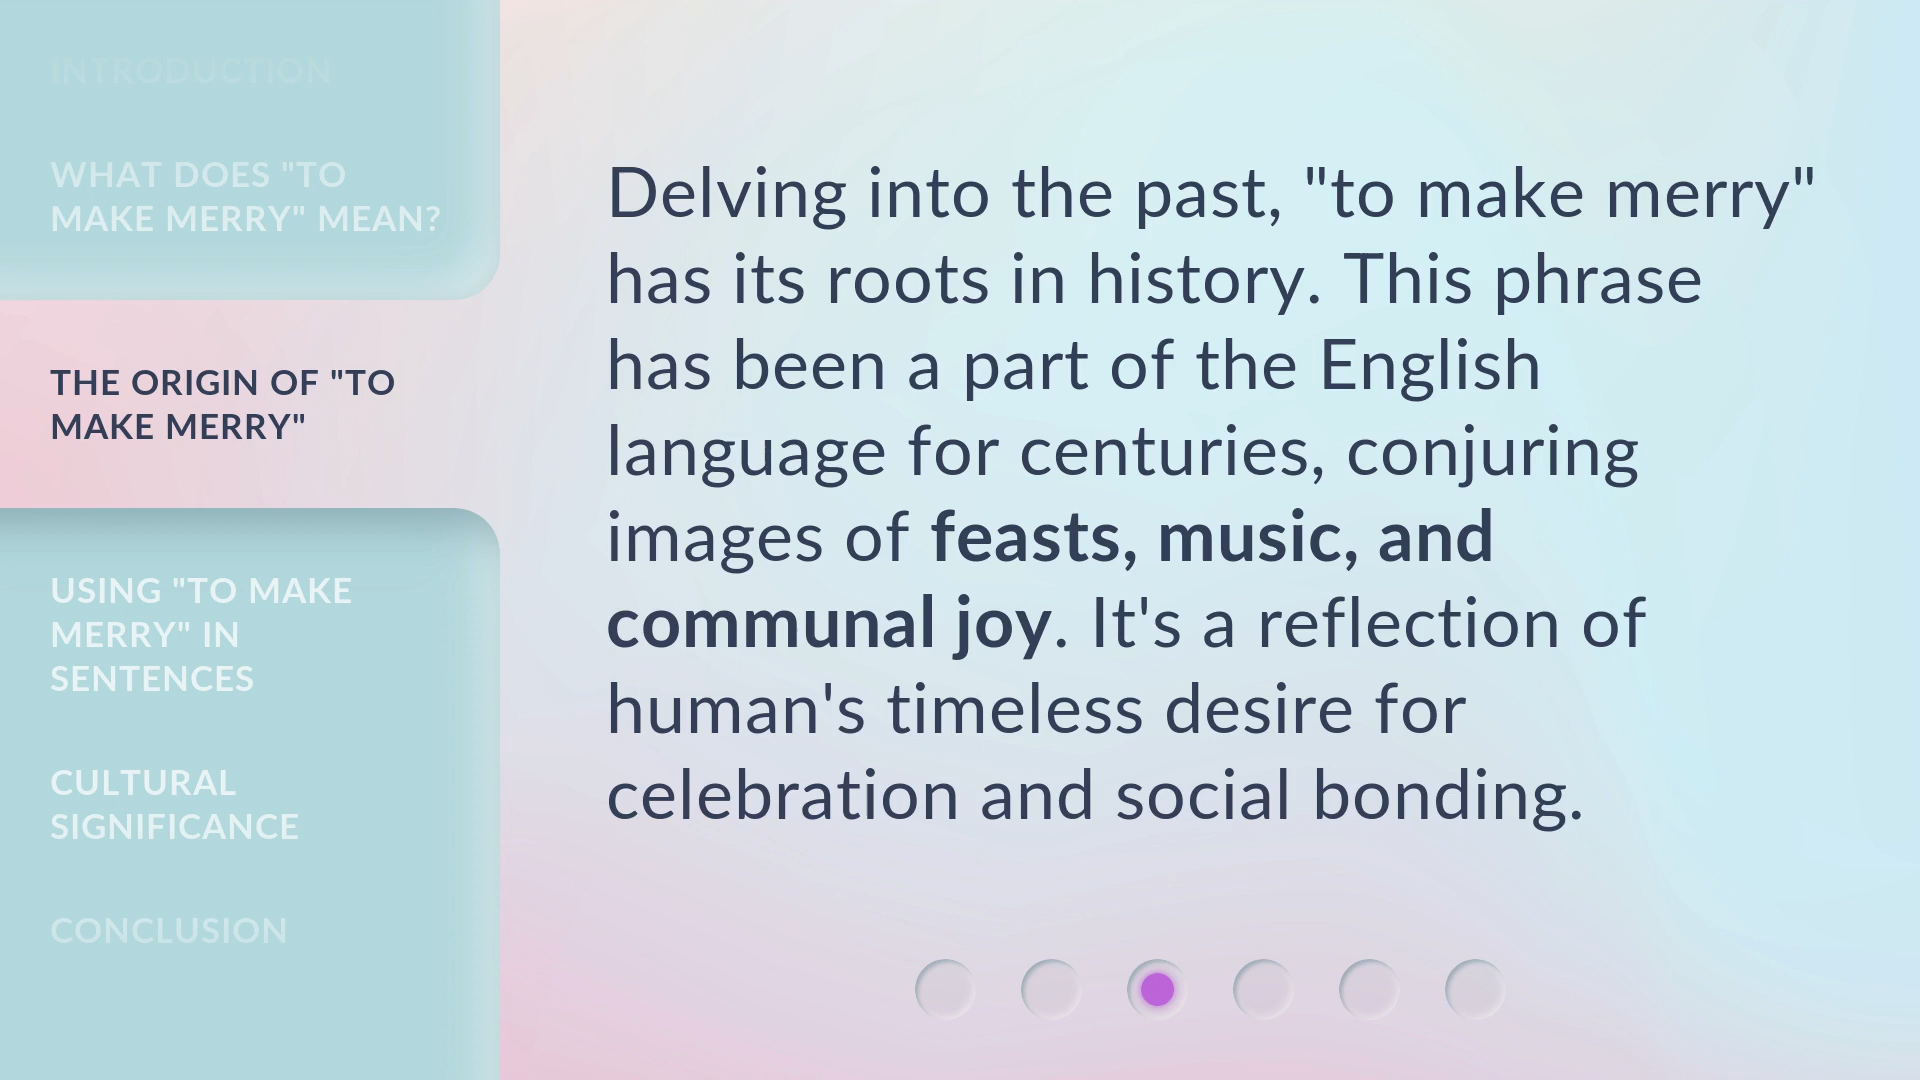 INTRODUCTION
WHAT DOES "TO
MAKE MERRY" MEAN?
THE ORIGIN OF "TO
MAKE MERRY"
USING "TO MAKE
MERRY" IN
SENTENCES
CULTURAL
SIGNIFICANCE
CONCLUSION
Delving into the past, "to make merry"
has its roots in history. This phrase
has been a part of the English
language for centuries, conjuring
images of feasts, music, and
communal joy. It's a reflection of
human's timeless desire for
celebration and social bonding.